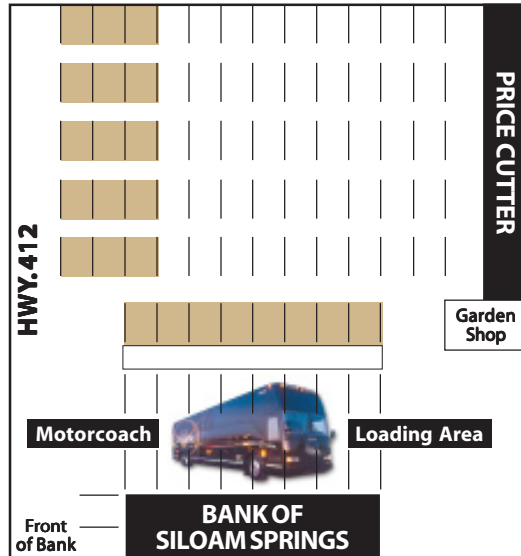 PRICE CUTTER
HWY.412
Garden
Shop
Motorcoach
Loading Area
Front
of Bank
BANK OF
SILOAM SPRINGS